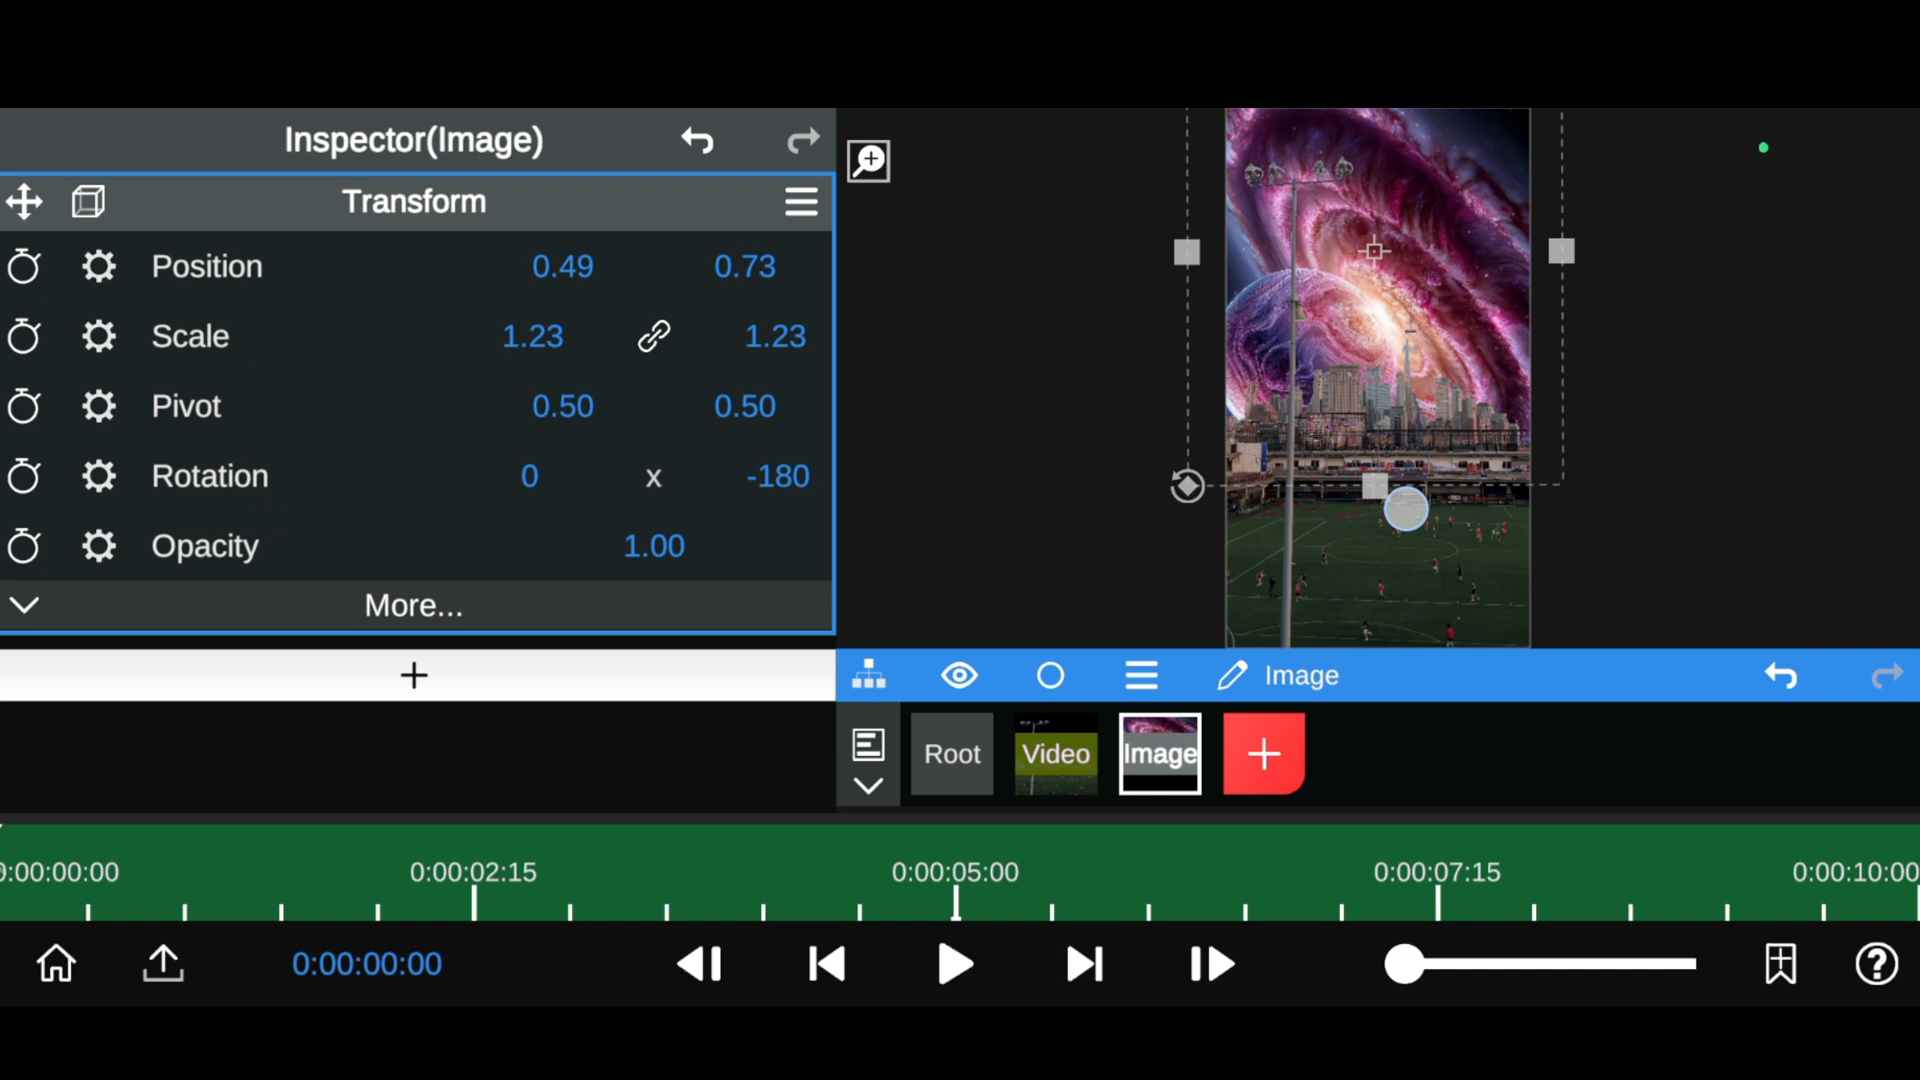 Inspector(Image)
Transform
Position 0.49 0.73
Scale 1.23 1.23
Pivot 0.50 0.50
Rotation 0 x -180
Opacity 1.00
More...
+
Image
Root Video Image +
0:00:00:00 0:00:02:15 0:00:05:00 0:00:07:15 0:00:10:00
0:00:00:00
?